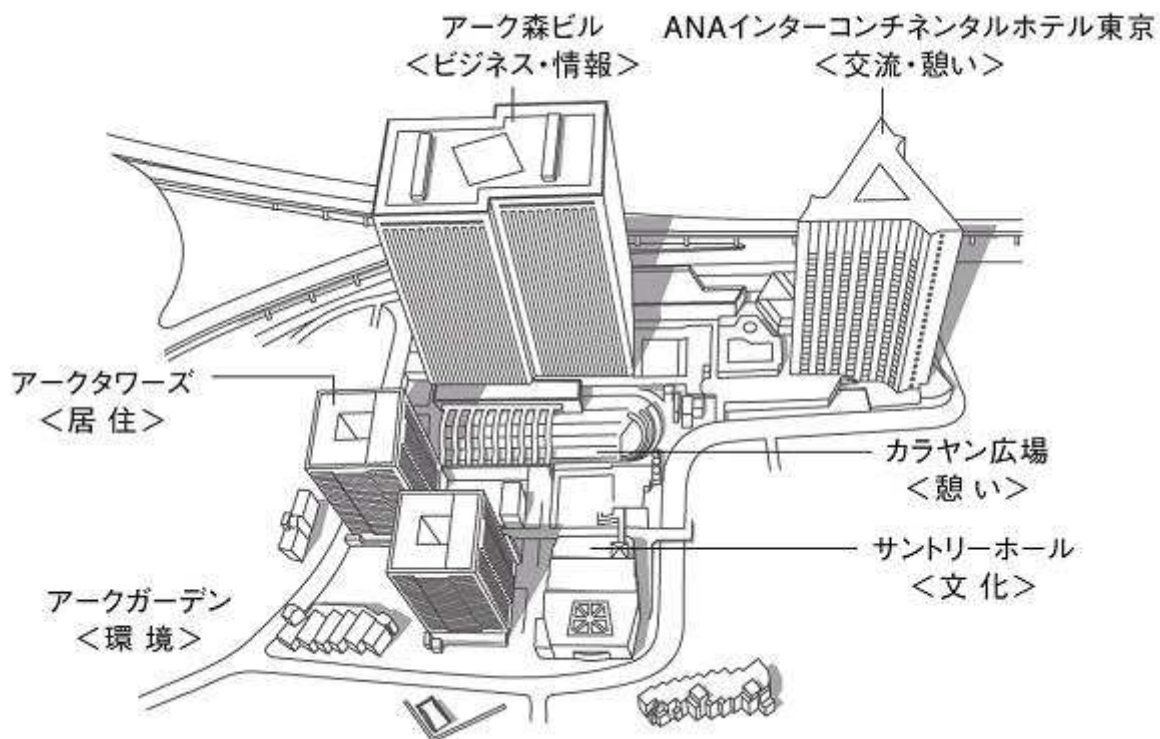 アーク森ビル
＜ビジネス・情報＞
ANAインターコンチネンタルホテル東京
＜交流・憩い＞
アークタワーズ
＜居 住＞
カラヤン広場
＜憩 い＞
サントリーホール
＜文 化＞
アークガーデン
＜環 境＞